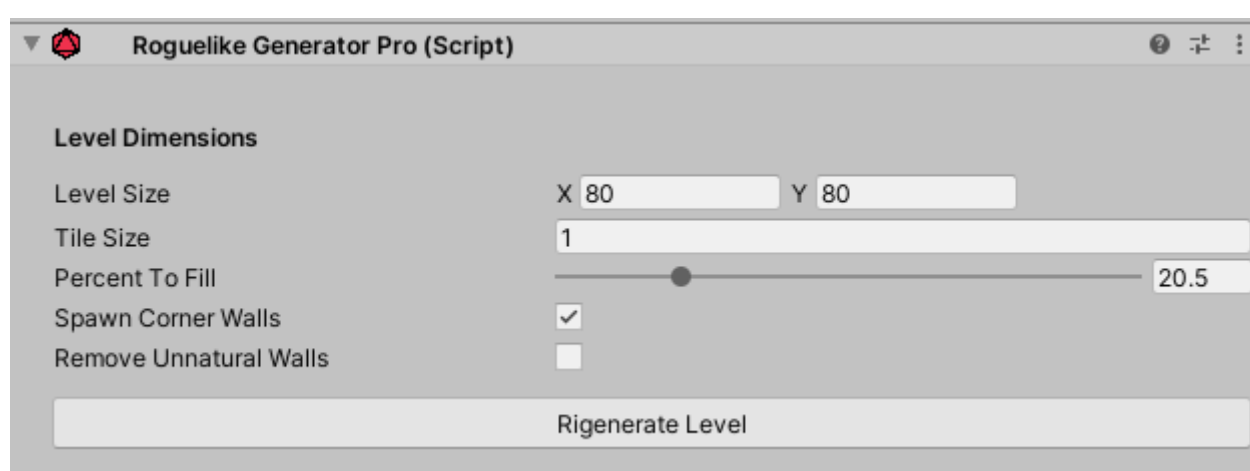 Roguelike Generator Pro (Script)
Level Dimensions
Level Size X 80 Y 80
Tile Size 1
Percent To Fill 20.5
Spawn Corner Walls
Remove Unnatural Walls
Rigenerate Level